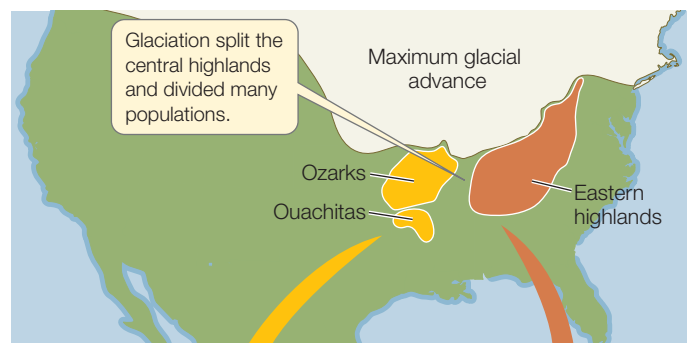 Glaciation split the
central highlands
and divided many
populations.
Maximum glacial
advance
Ozarks
Ouachitas
Eastern
highlands